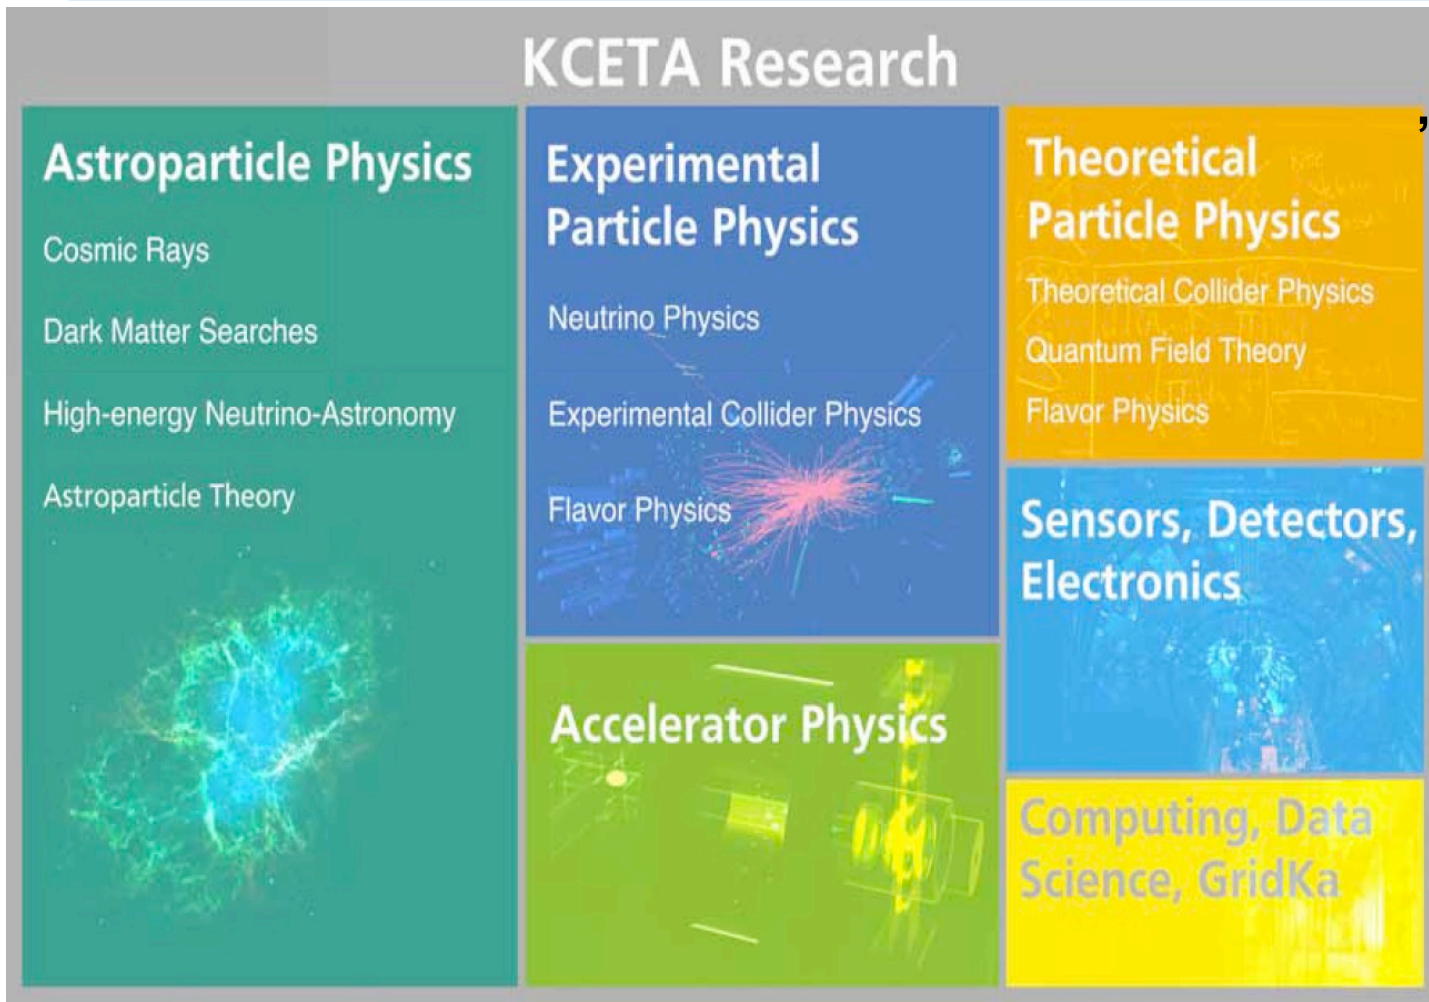 KCETA Research
Astroparticle Physics
Cosmic Rays
Dark Matter Searches
High-energy Neutrino-Astronomy
Astroparticle Theory
Experimental
Particle Physics
Neutrino Physics
Experimental Collider Physics
Flavor Physics
Accelerator Physics
Theoretical
Particle Physics
Theoretical Collider Physics
Quantum Field Theory
Flavor Physics
Sensors, Detectors,
Electronics
Computing, Data
Science, GridKa
,